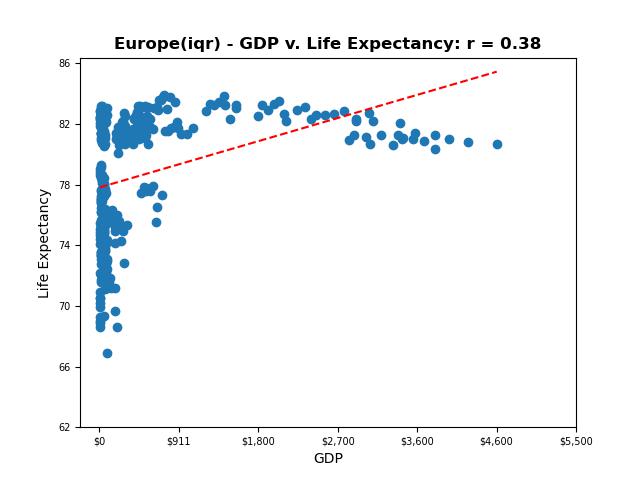 Europe(iqr) - GDP v. Life Expectancy: r = 0.38
86
82
78
74
70
66
62
Life Expectancy
$0 $911 $1,800 $2,700 $3,600 $4,600 $5,500
GDP